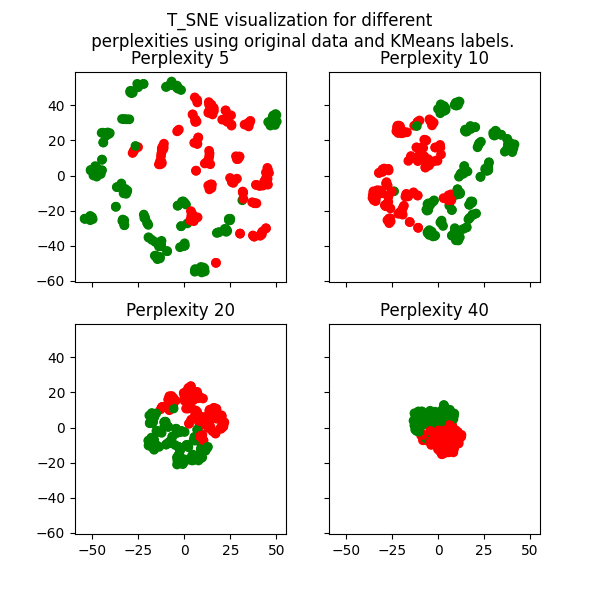 T_SNE visualization for different
perplexities using original data and KMeans labels.
Perplexity 5
Perplexity 10
40
20
0
−20
−40
−60
Perplexity 20
Perplexity 40
40
20
0
−20
−40
−60
−50 −25 0 25 50
−50 −25 0 25 50